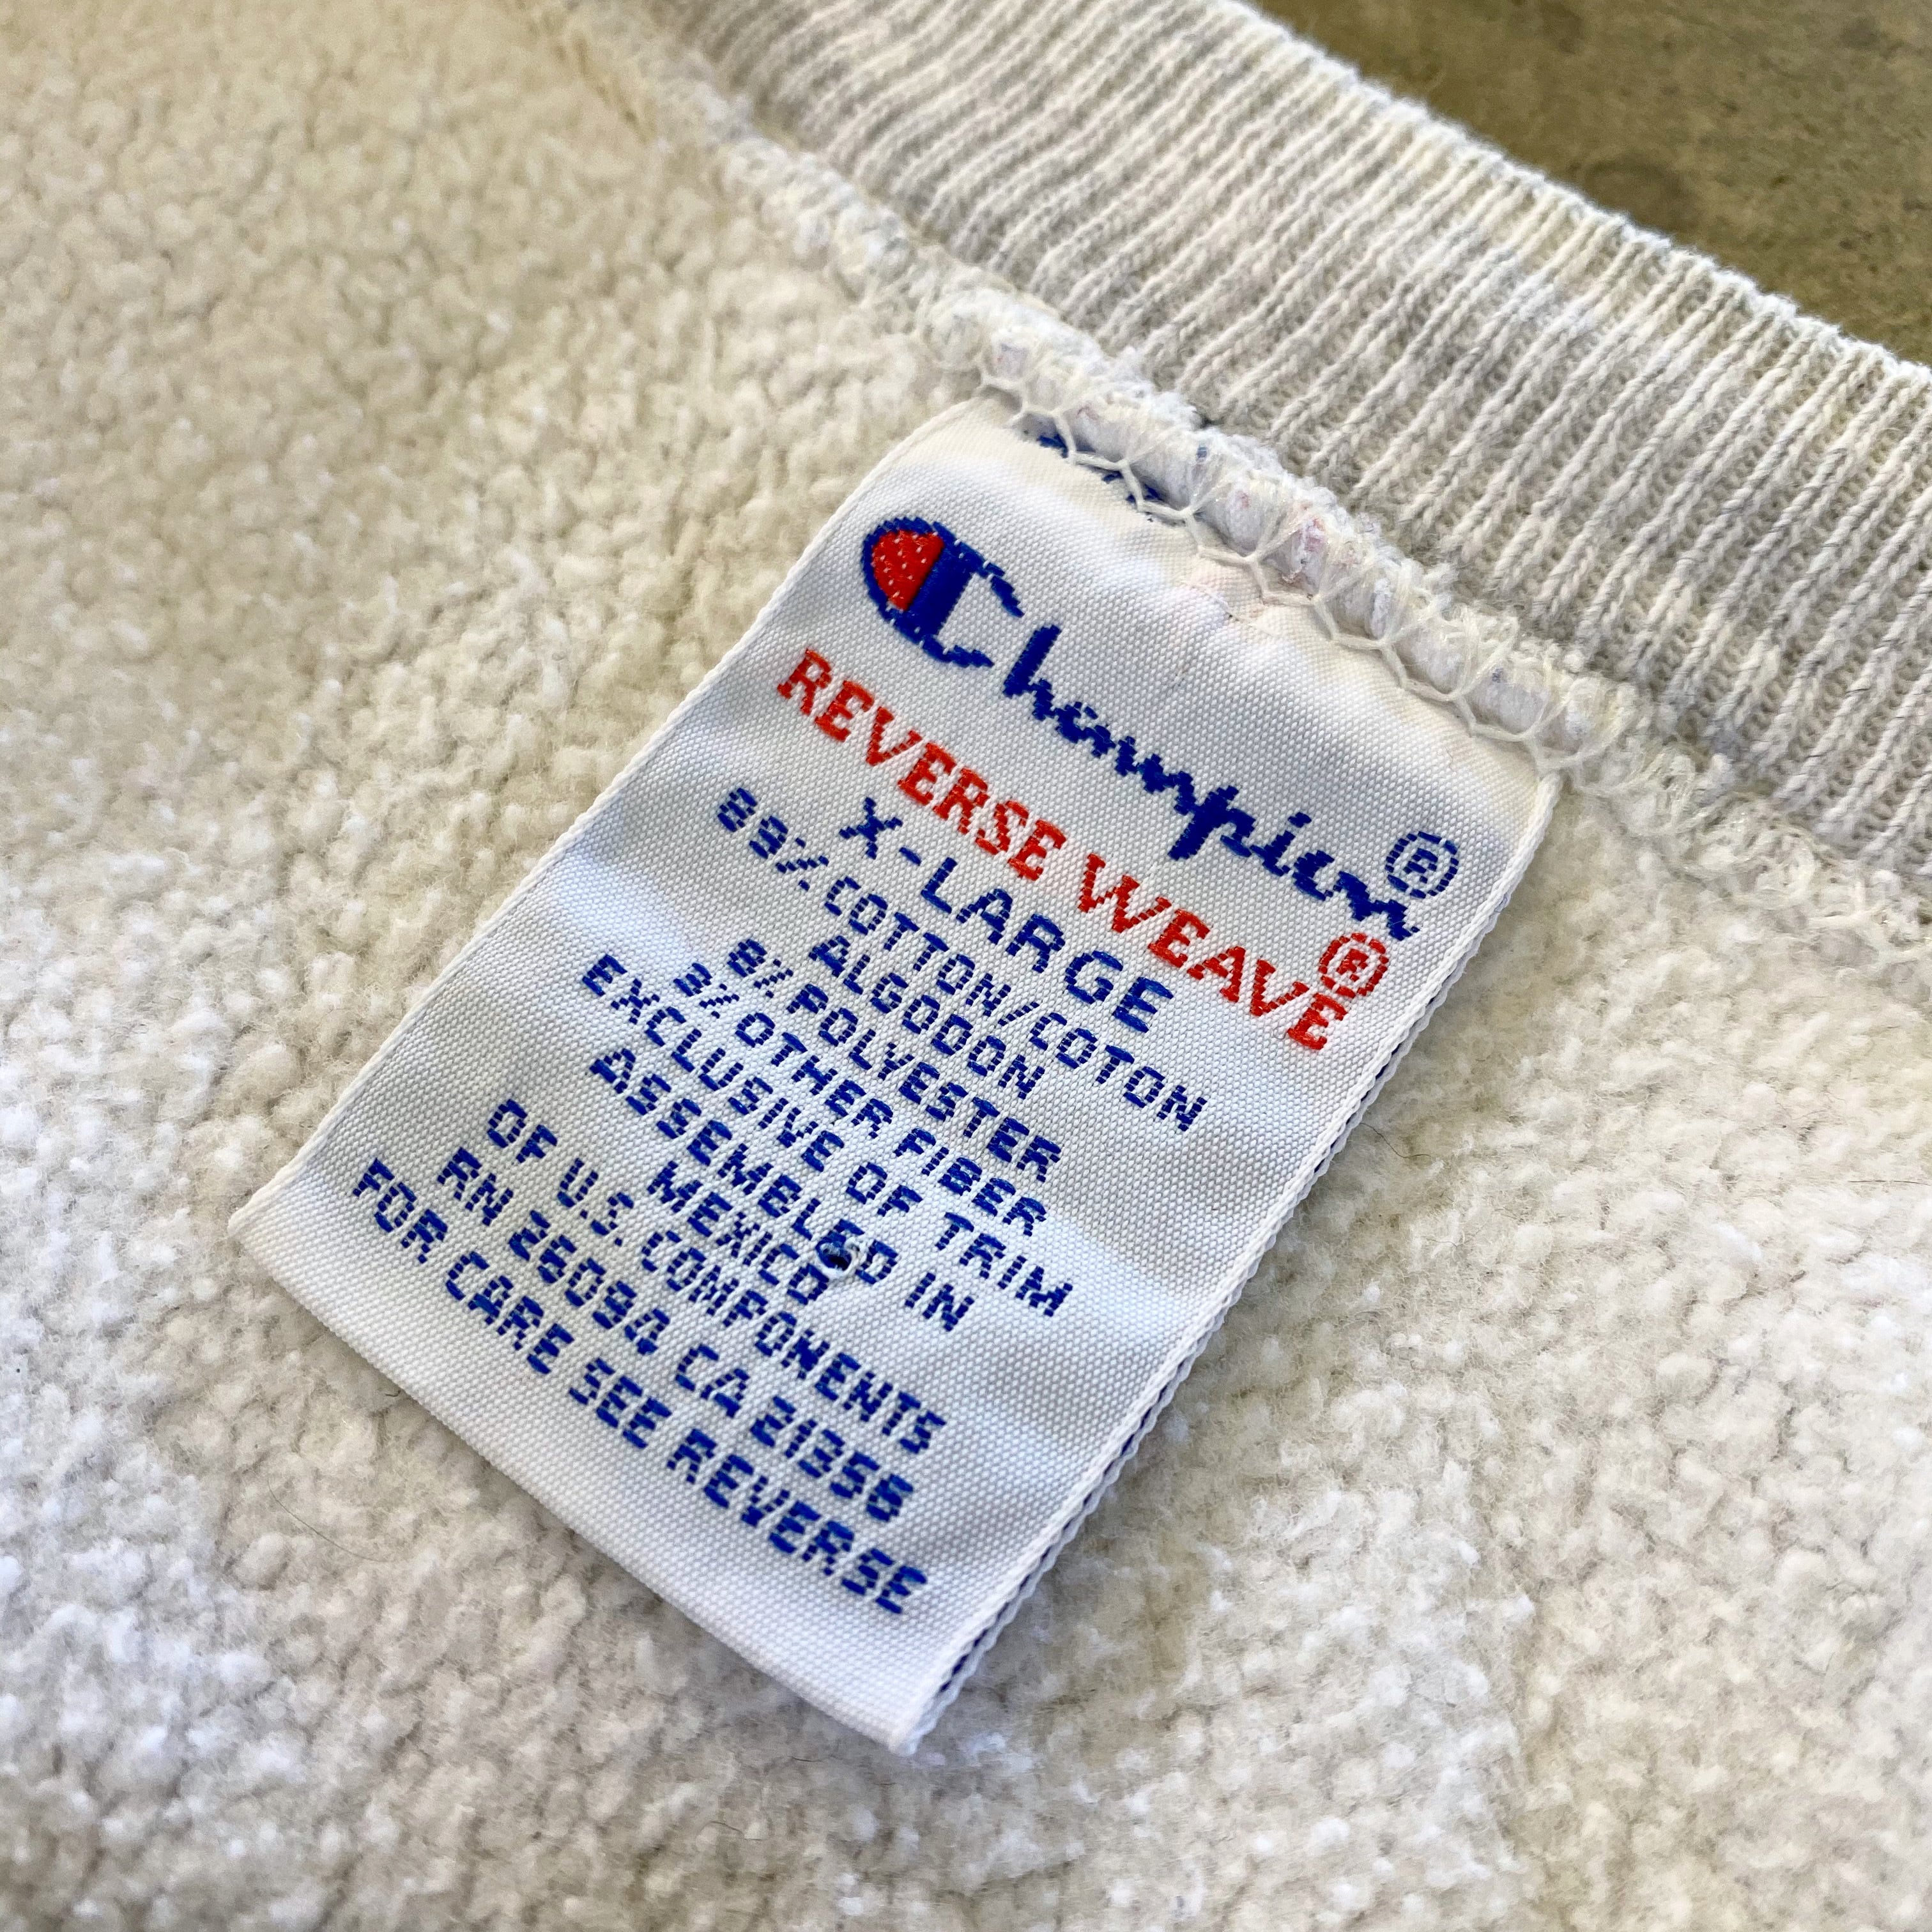 Champion®
REVERSE WEAVE®
X-LARGE
89% COTTON/COTON
ALGODON
8% POLYESTER
3% OTHER FIBER
EXCLUSIVE OF TRIM
ASSEMBLED IN
MEXICO
OF U.S. COMPONENTS
RN 26094 CA 21356
FOR CARE SEE REVERSE